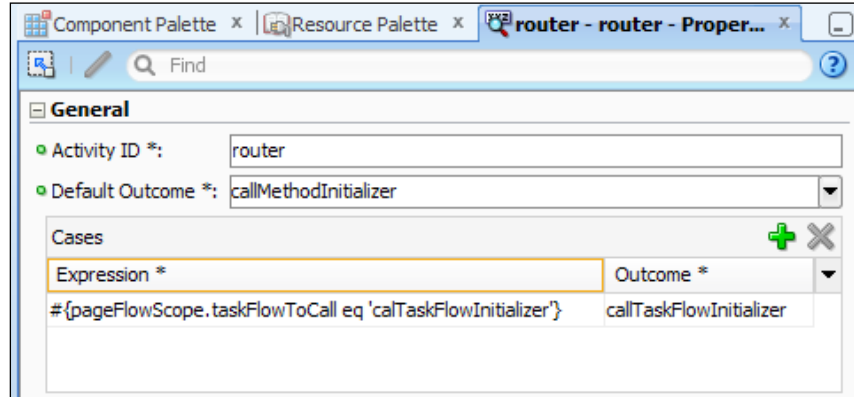 Component Palette x Resource Palette x router - router - Proper... x
Find
General
Activity ID *: router
Default Outcome *: callMethodInitializer
Cases
Expression * Outcome *
#{pageFlowScope.taskFlowToCall eq 'calTaskFlowInitializer'} callTaskFlowInitializer